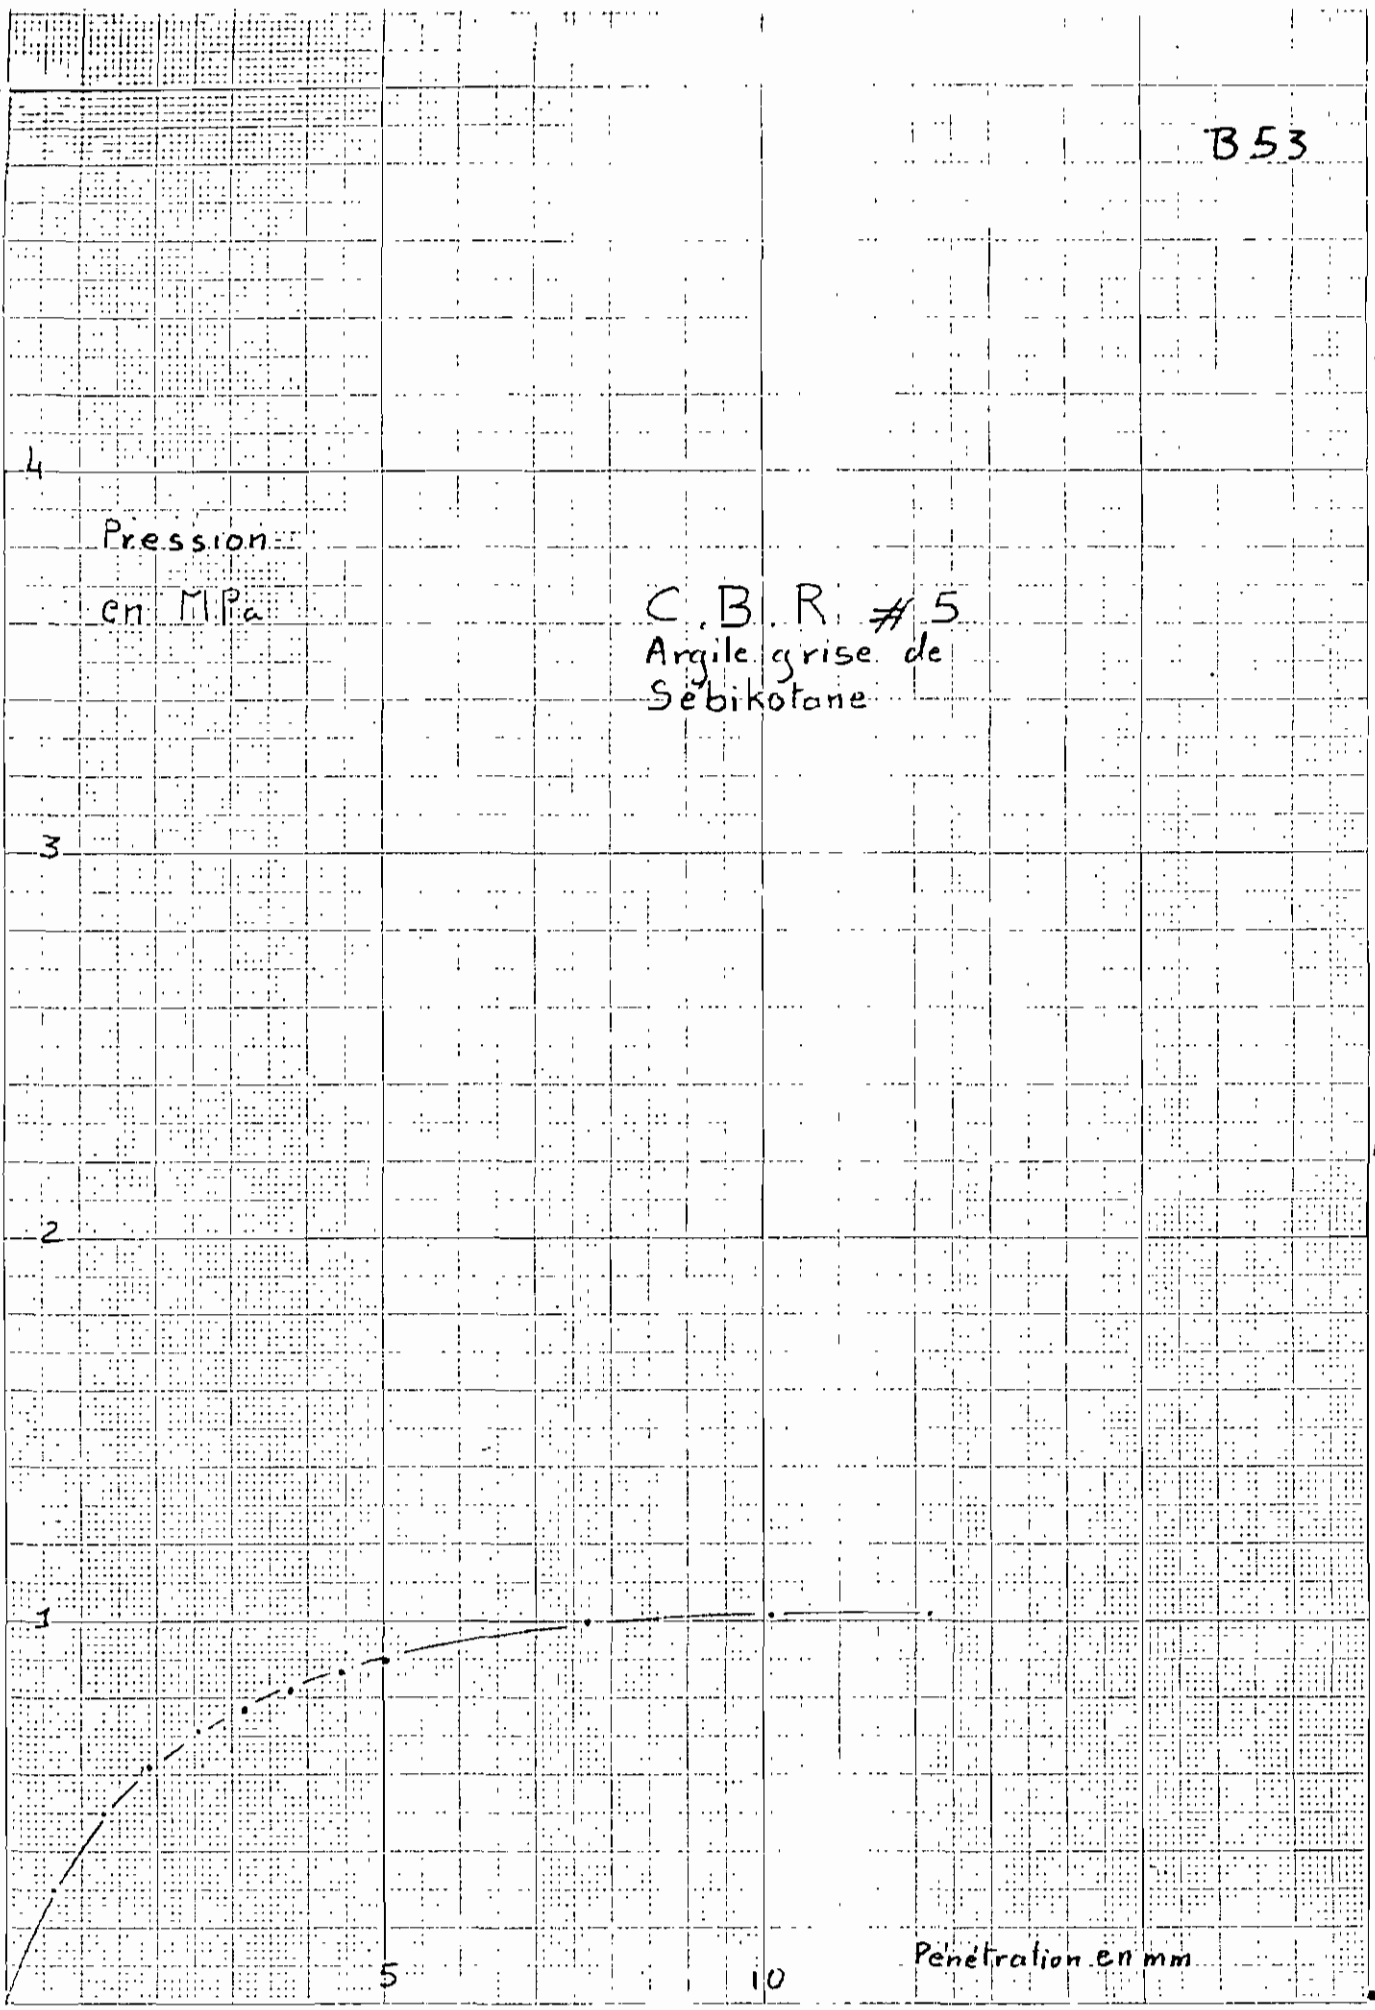 B53
4
Pression
en MPa
C.B.R. # 5
Argile grise de
Sébikotane
3
2
1
5
10
Pénétration en mm